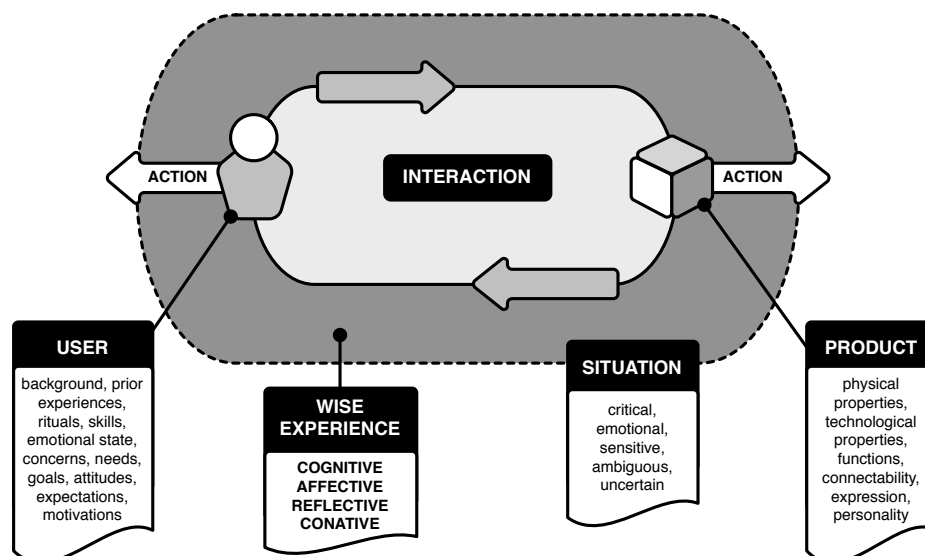 INTERACTION
ACTION
ACTION
USER
background, prior
experiences,
rituals, skills,
emotional state,
concerns, needs,
goals, attitudes,
expectations,
motivations
WISE
EXPERIENCE
COGNITIVE
AFFECTIVE
REFLECTIVE
CONATIVE
SITUATION
critical,
emotional,
sensitive,
ambiguous,
uncertain
PRODUCT
physical
properties,
technological
properties,
functions,
connectability,
expression,
personality